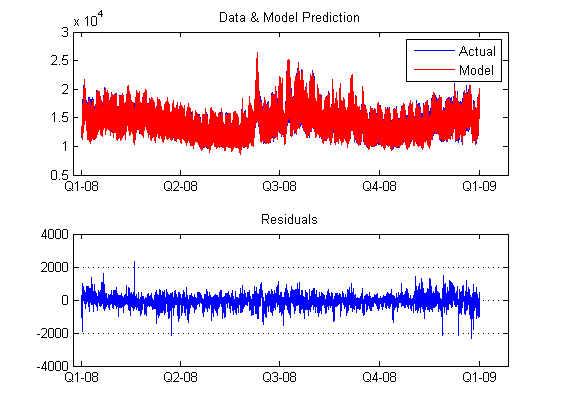 Data & Model Prediction
x 10^4
3
2.5
2
1.5
1
0.5
Actual
Model
Q1-08 Q2-08 Q3-08 Q4-08 Q1-09
Residuals
4000
2000
0
-2000
-4000
Q1-08 Q2-08 Q3-08 Q4-08 Q1-09